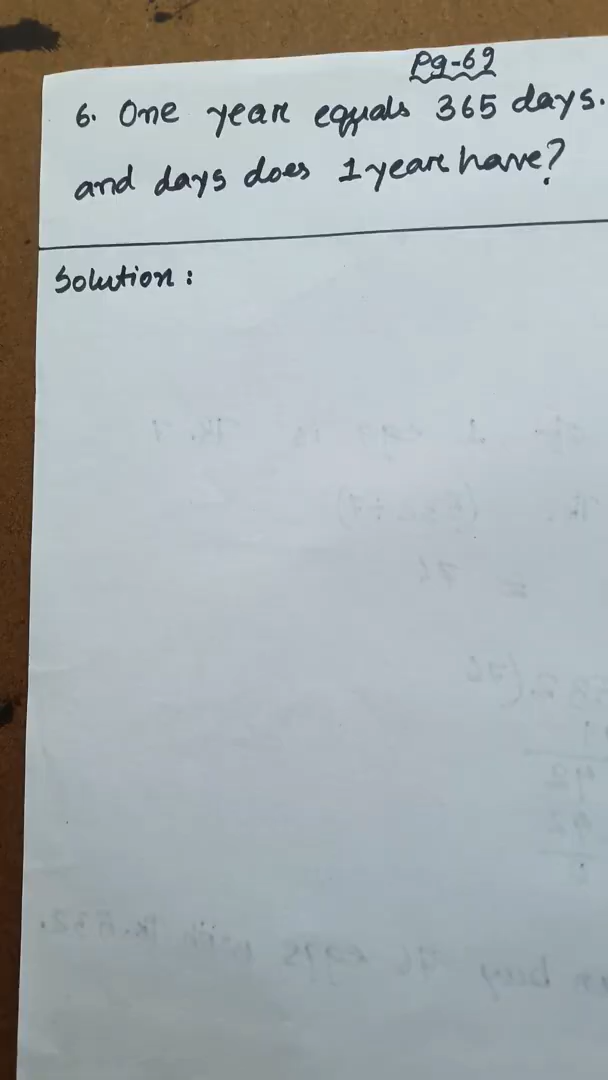 Pg-69
6. One year equals 365 days.
and days does 1 year have?
Solution: